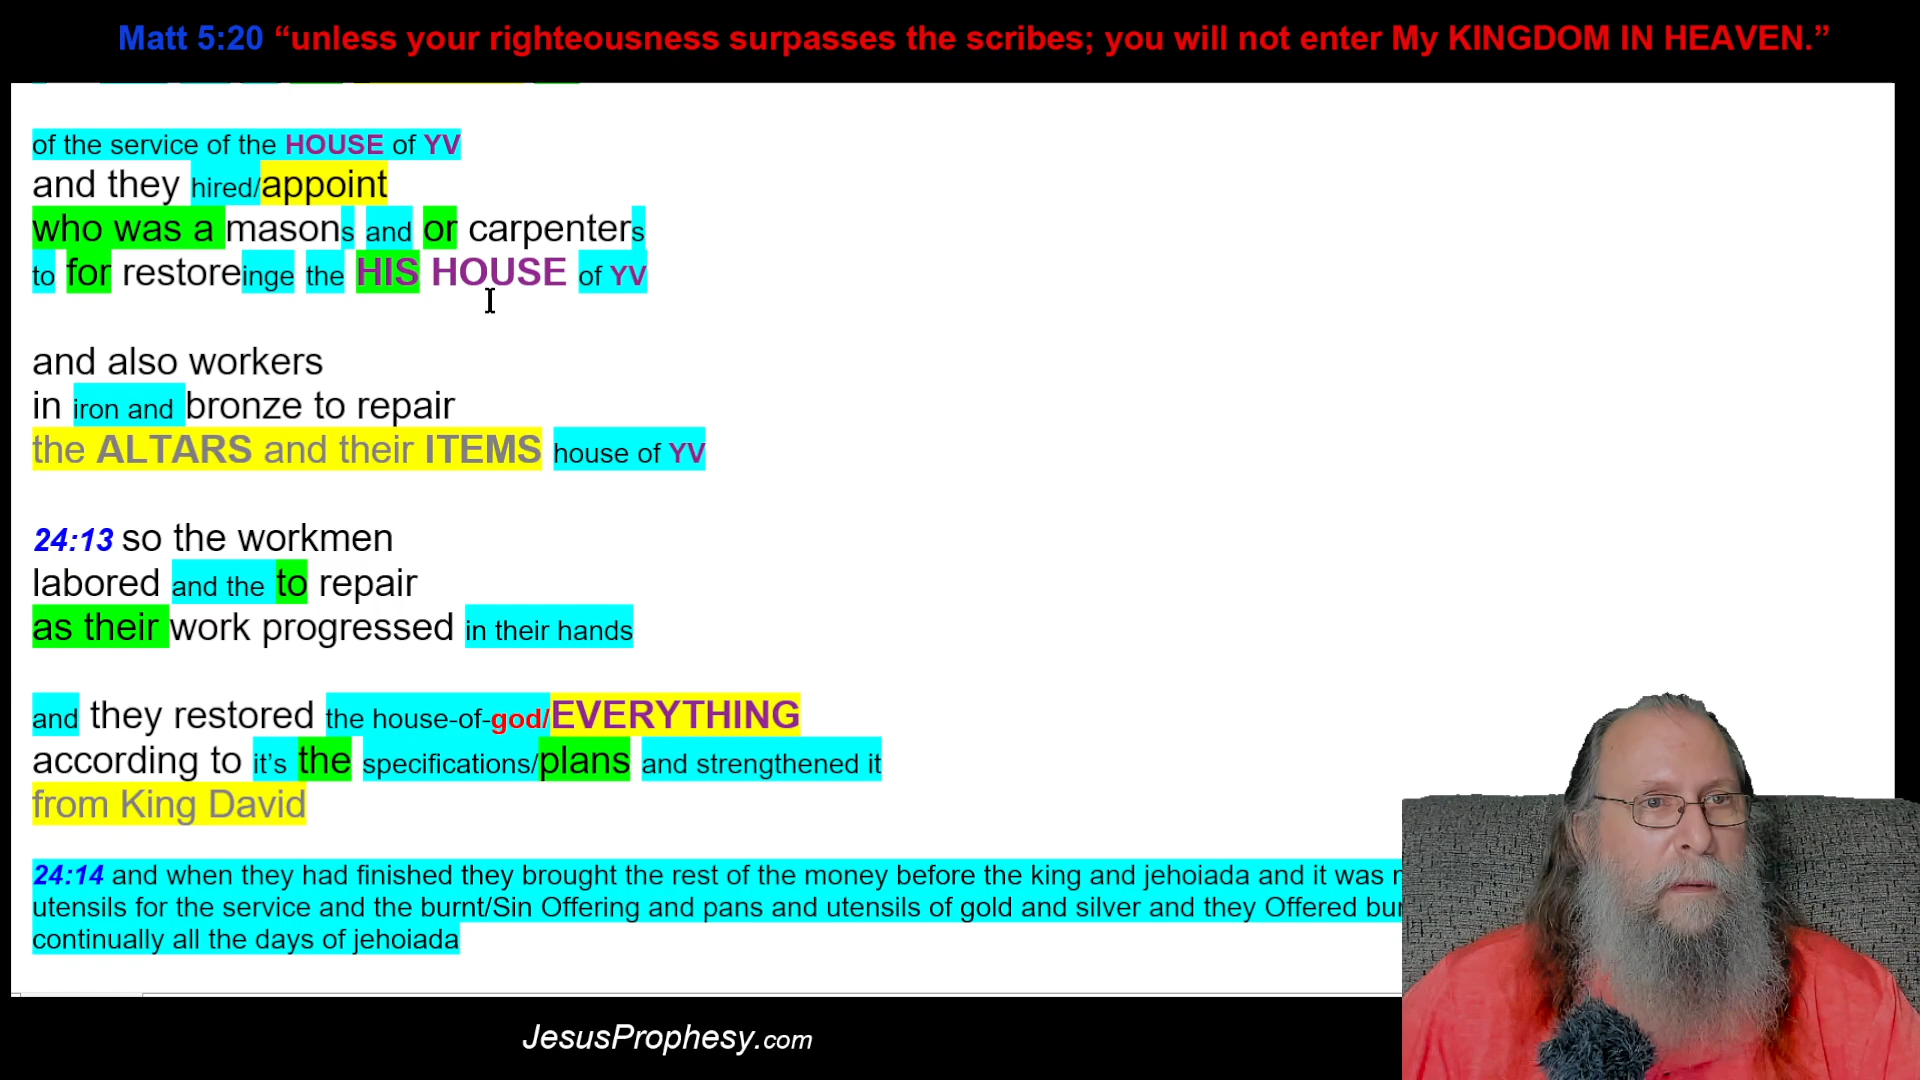 Matt 5:20 “unless your righteousness surpasses the scribes; you will not enter My KINGDOM IN HEAVEN.”
of the service of the HOUSE of YV
and they hired/appoint
who was a masons and or carpenters
to for restoreinge the HIS HOUSE of YV
and also workers
in iron and bronze to repair
the ALTARS and their ITEMS house of YV
24:13 so the workmen
labored and the to repair
as their work progressed in their hands
and they restored the house-of-god/EVERYTHING
according to it’s the specifications/plans and strengthened it
from King David
24:14 and when they had finished they brought the rest of the money before the king and jehoiada and it was
utensils for the service and the burnt/Sin Offering and pans and utensils of gold and silver and they Offered
continually all the days of jehoiada
JesusProphesy.com